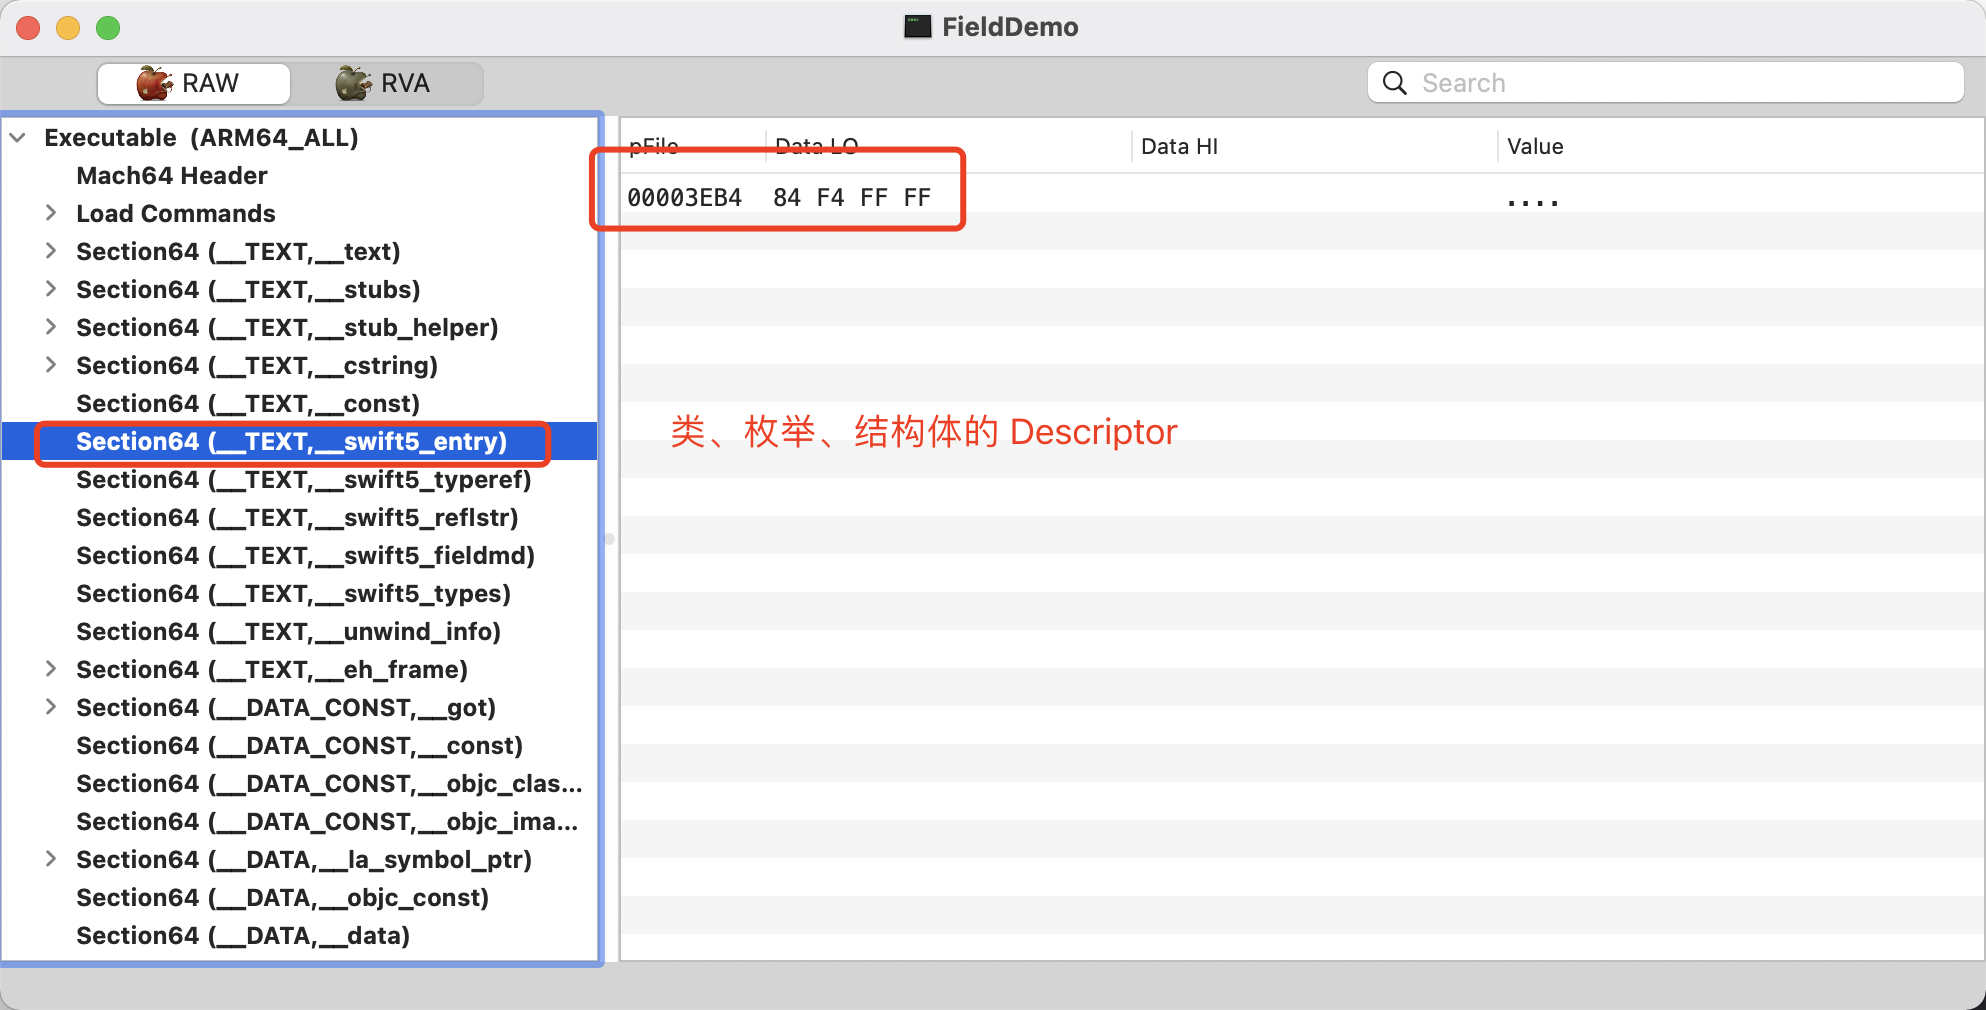 FieldDemo
RAW
RVA
Search
Executable (ARM64_ALL)
Mach64 Header
Load Commands
Section64 (__TEXT,__text)
Section64 (__TEXT,__stubs)
Section64 (__TEXT,__stub_helper)
Section64 (__TEXT,__cstring)
Section64 (__TEXT,__const)
Section64 (__TEXT,__swift5_entry)
Section64 (__TEXT,__swift5_typeref)
Section64 (__TEXT,__swift5_reflstr)
Section64 (__TEXT,__swift5_fieldmd)
Section64 (__TEXT,__swift5_types)
Section64 (__TEXT,__unwind_info)
Section64 (__TEXT,__eh_frame)
Section64 (__DATA_CONST,__got)
Section64 (__DATA_CONST,__const)
Section64 (__DATA_CONST,__objc_clas...
Section64 (__DATA_CONST,__objc_ima...
Section64 (__DATA,__la_symbol_ptr)
Section64 (__DATA,__objc_const)
Section64 (__DATA,__data)
pFile Data LO Data HI Value
00003EB4 84 F4 FF FF ....
类、枚举、结构体的 Descriptor